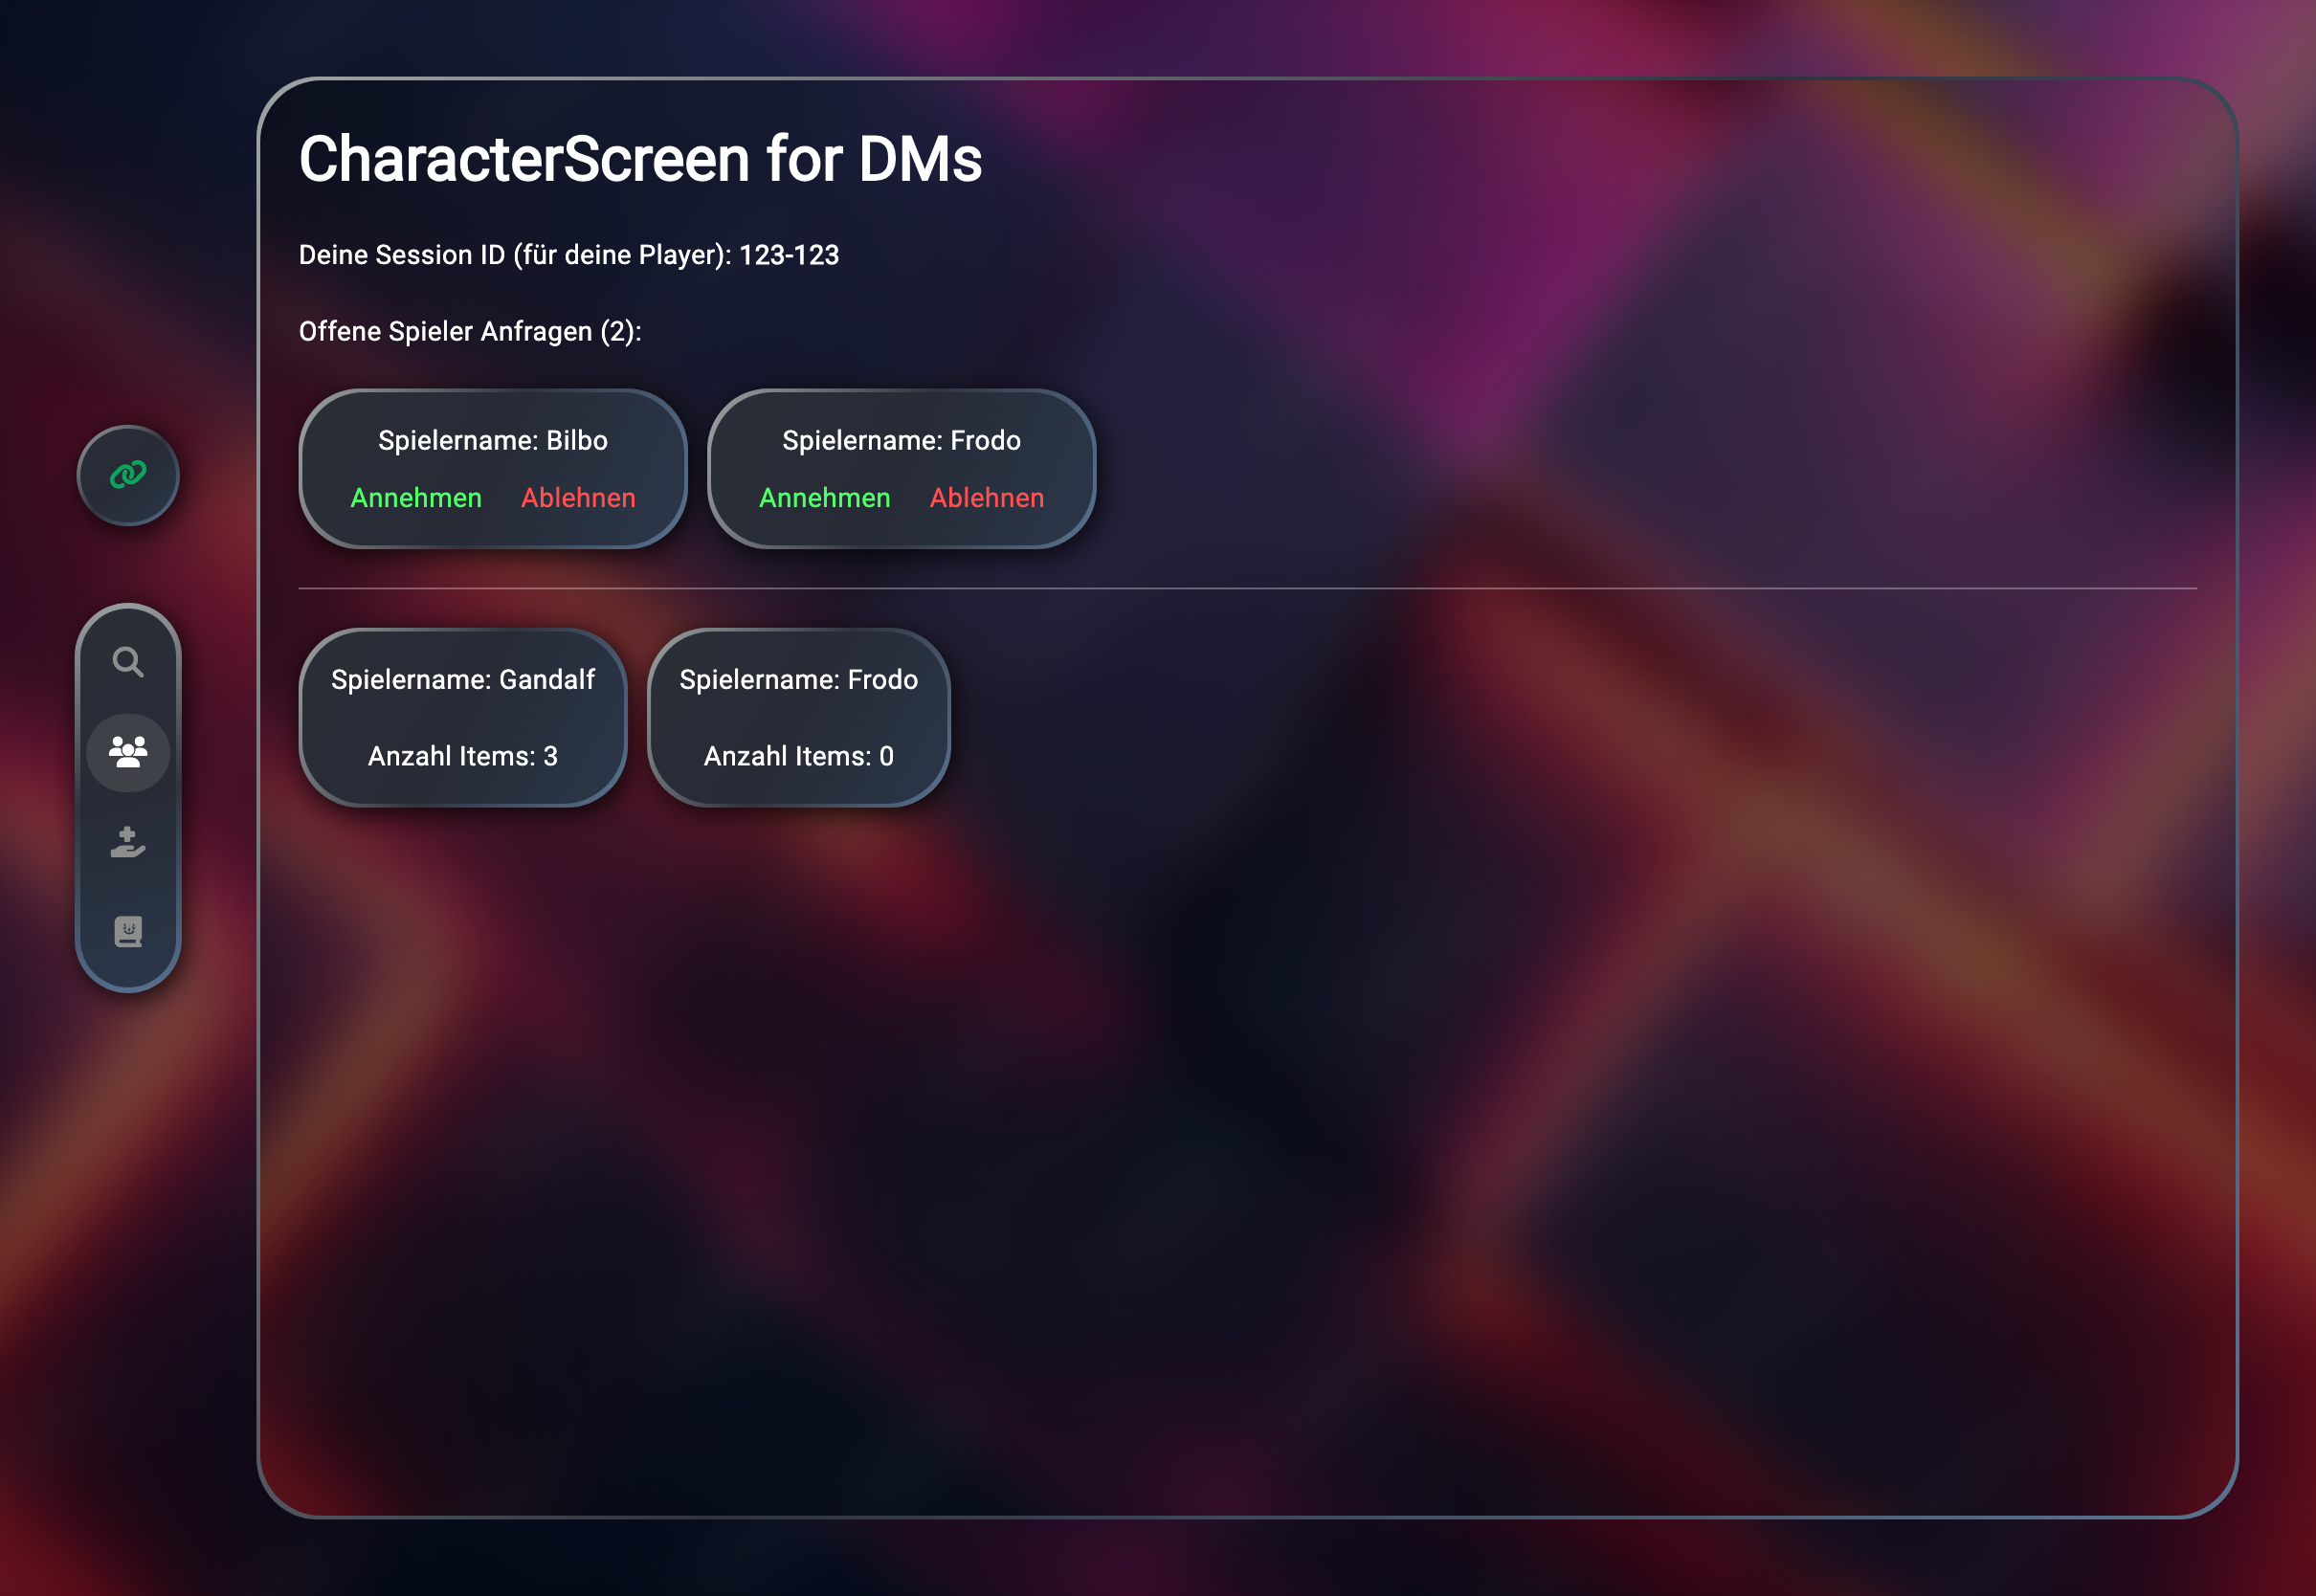 CharacterScreen for DMs
Deine Session ID (für deine Player): 123-123
Offene Spieler Anfragen (2):
Spielername: Bilbo
Annehmen Ablehnen
Spielername: Frodo
Annehmen Ablehnen
Spielername: Gandalf
Anzahl Items: 3
Spielername: Frodo
Anzahl Items: 0